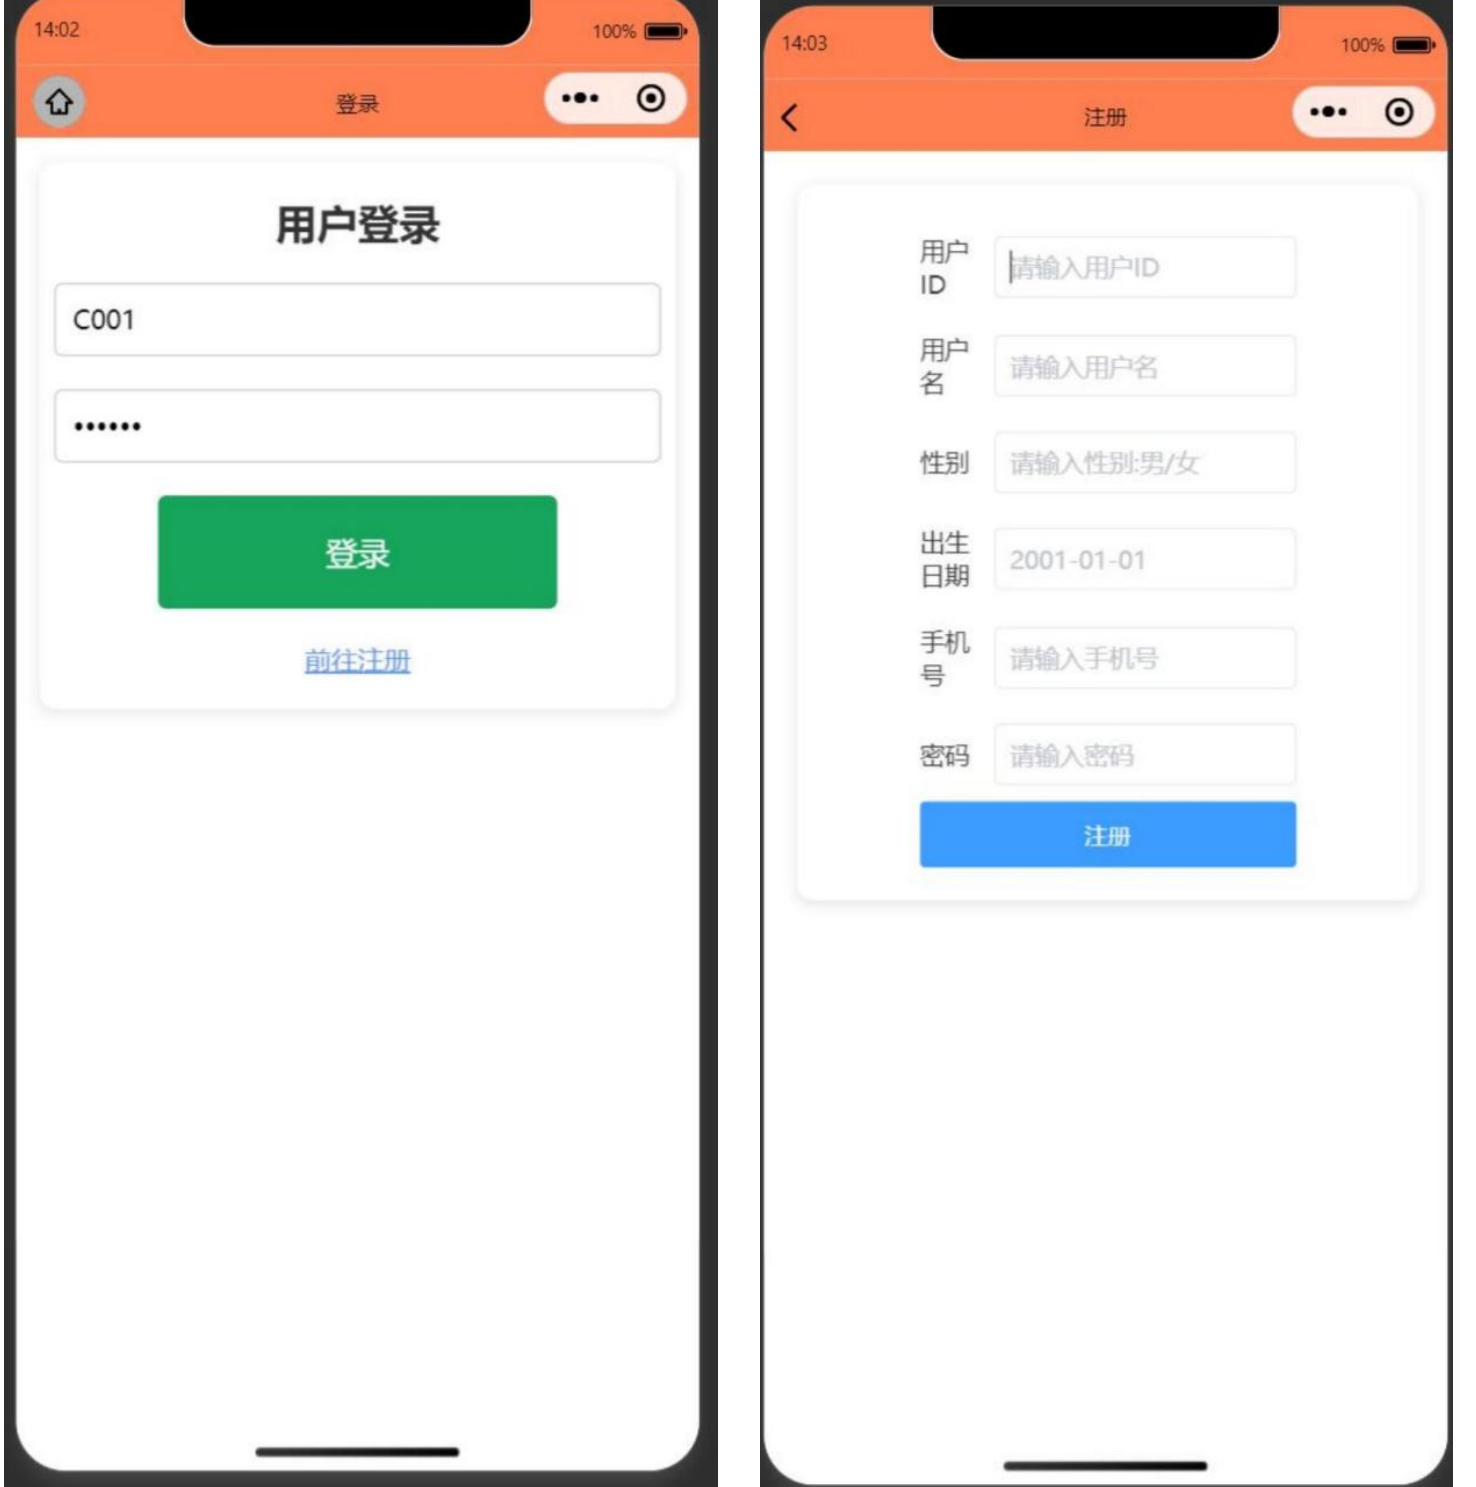 14:02
100%
登录
用户登录
C001
••••••
登录
前往注册
14:03
100%
注册
用户
ID
请输入用户ID
用户
名
请输入用户名
性别
请输入性别:男/女
出生
日期
2001-01-01
手机
号
请输入手机号
密码
请输入密码
注册